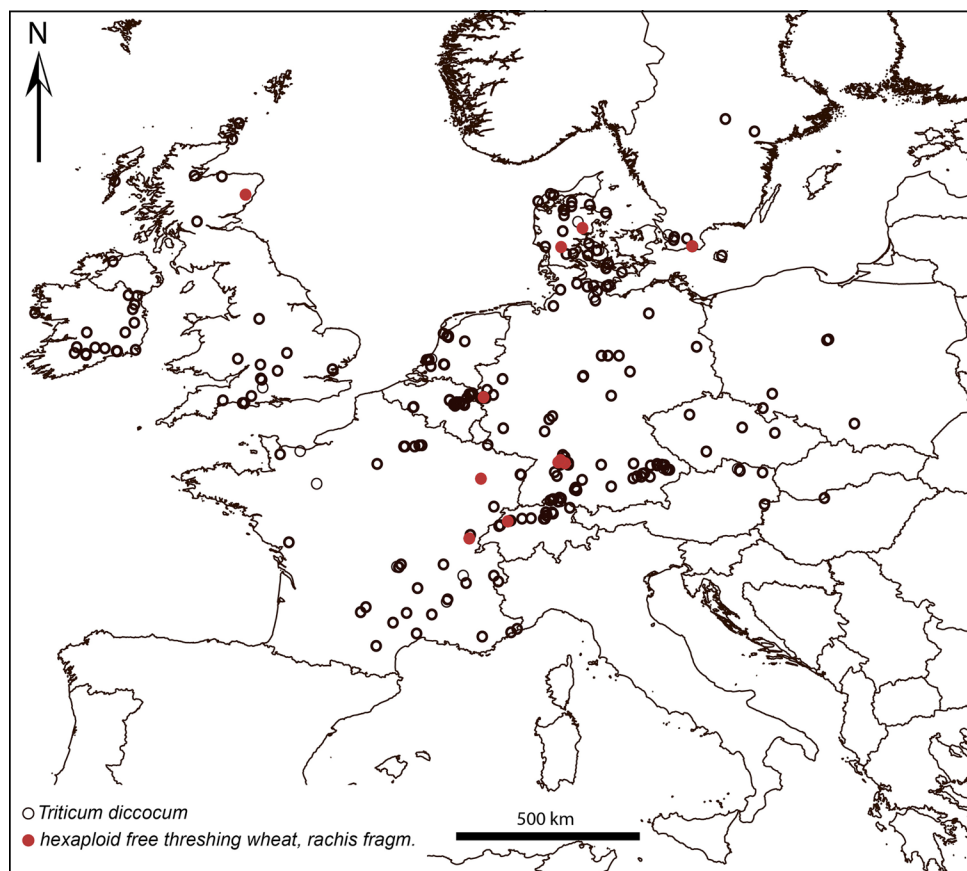 N
Triticum diccocum
hexaploid free threshing wheat, rachis fragm.
500 km